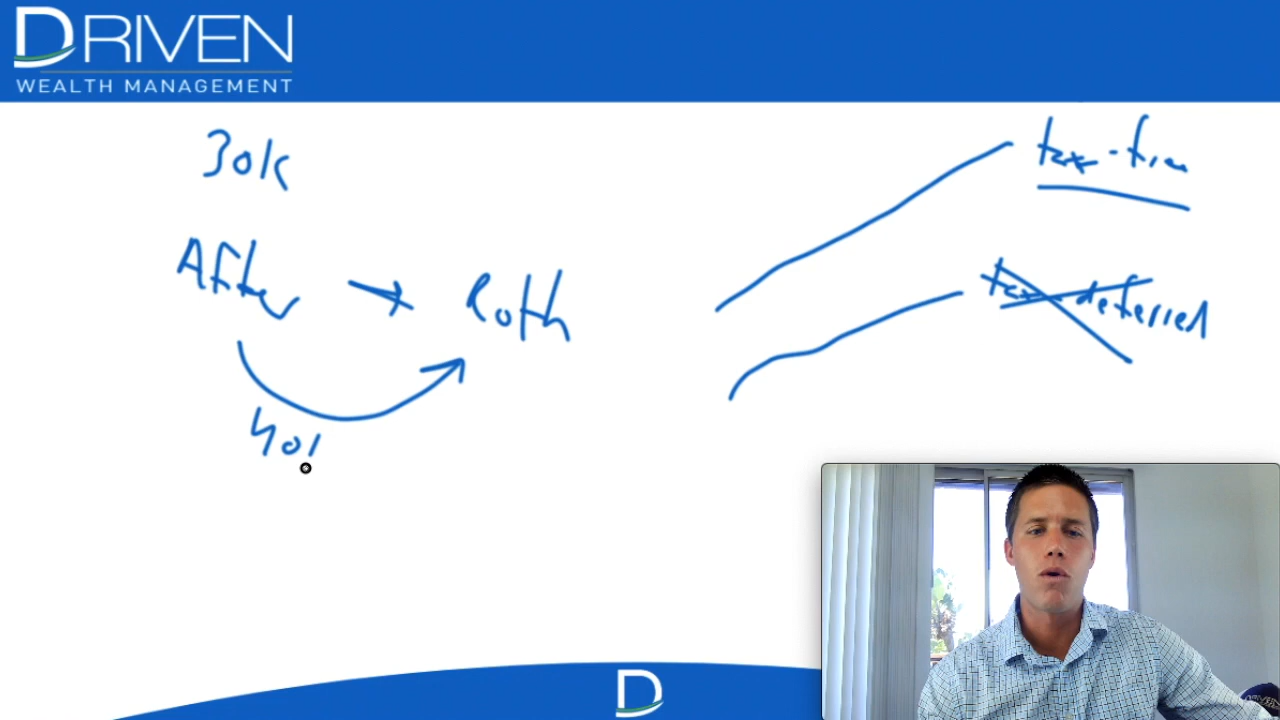 DRIVEN
WEALTH MANAGEMENT
30k
After → Roth
401
tax-free
tax-deferred
D